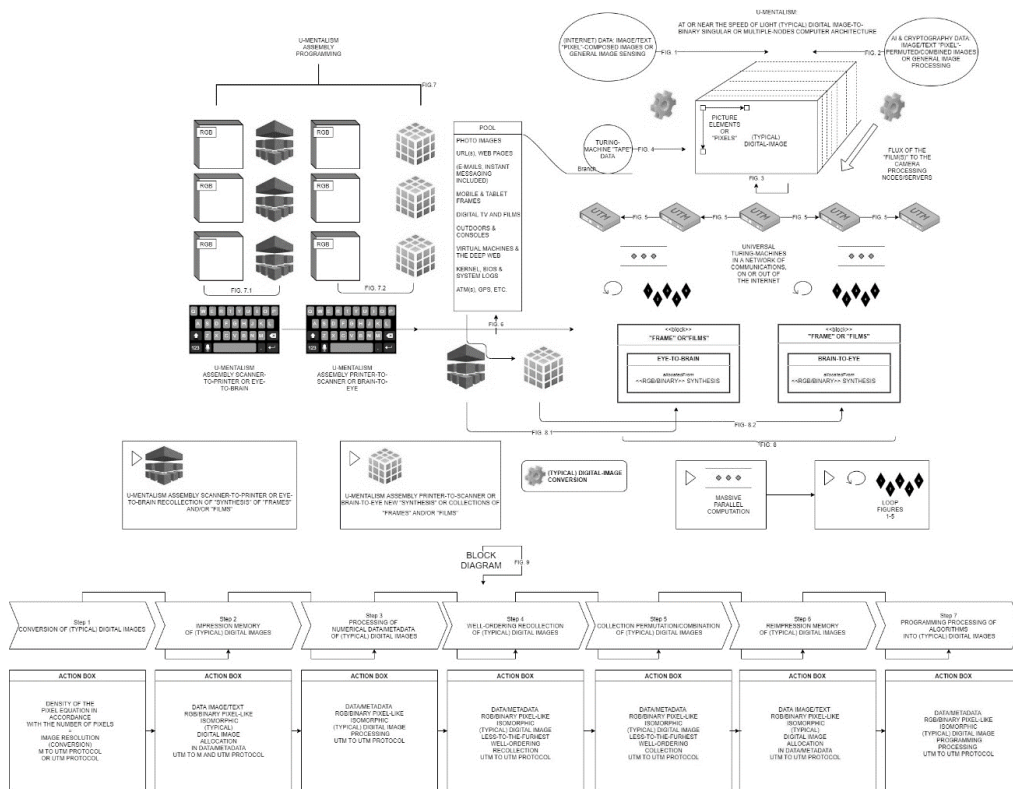 U-MENTALISM
ASSEMBLY
PROGRAMMING
FIG.7
RGB
RGB
RGB
RGB
RGB
RGB
FIG. 7.1
FIG. 7.2
Q W E R T Y U I O P
A S D F G H J K L
Z X C V B N M
123
Q W E R T Y U I O P
A S D F G H J K L
Z X C V B N M
123
U-MENTALISM
ASSEMBLY SCANNER-
TO-PRINTER OR EYE-
TO-BRAIN
U-MENTALISM
ASSEMBLY PRINTER-TO-
SCANNER OR BRAIN-TO-
EYE
POOL
PHOTO IMAGES
URL(s), WEB PAGES
(E-MAILS, INSTANT
MESSAGING
INCLUDED)
MOBILE & TABLET
FRAMES
DIGITAL TV AND FILMS
OUTDOORS &
CONSOLES
VIRTUAL MACHINES &
THE DEEP WEB
KERNEL, BIOS &
SYSTEM LOGS
ATM(s), GPS, ETC.
FIG. 6
Branch
U-MENTALISM
AT OR NEAR THE SPEED OF LIGHT (TYPICAL) DIGITAL IMAGE-TO-
BINARY SINGULAR OR MULTIPLE-NODES COMPUTER ARCHITECTURE
(INTERNET) DATA: IMAGE/TEXT
"PIXEL"-COMPOSED IMAGES OR
GENERAL IMAGE SENSING
FIG. 1
FIG. 2
AI & CRYPTOGRAPHY DATA
IMAGE/TEXT "PIXEL"-
PERMUTED/COMBINED IMAGES
OR GENERAL IMAGE
PROCESSING
PICTURE
ELEMENTS
OR
"PIXELS"
(TYPICAL)
DIGITAL-IMAGE
TURING-
MACHINE "TAPE"
DATA
FIG. 4
FIG. 3
FLUX OF THE
"FILM(S)" TO THE
CAMERA
PROCESSING
NODES/SERVERS
UTM
FIG. 5
UTM
FIG. 5
UTM
FIG. 5
UTM
FIG. 5
UTM
UNIVERSAL
TURING-MACHINES
IN A NETWORK OF
COMMUNICATIONS,
ON OR OUT OF
THE INTERNET
<<block>>
"FRAME" OR"FILMS"
EYE-TO-BRAIN
allocatedFrom
<<RGB/BINARY>> SYNTHESIS
<<block>>
"FRAME" OR "FILMS"
BRAIN-TO-EYE
allocatedFrom
<<RGB/BINARY>> SYNTHESIS
FIG. 8.1
FIG. 8.2
FIG. 8
U-MENTALISM ASSEMBLY SCANNER-TO-PRINTER OR EYE-
TO-BRAIN RECOLLECTION OF "SYNTHESIS" OF "FRAMES"
AND/OR "FILMS"
U-MENTALISM ASSEMBLY PRINTER-TO-SCANNER OR
BRAIN-TO-EYE NEW "SYNTHESIS" OR COLLECTIONS OF
"FRAMES" AND/OR "FILMS"
(TYPICAL) DIGITAL-IMAGE
CONVERSION
MASSIVE
PARALLEL
COMPUTATION
LOOP
FIGURES
1-5
BLOCK
DIAGRAM
FIG. 9
Step 1
CONVERSION OF (TYPICAL) DIGITAL IMAGES
Step 2
IMPRESSION MEMORY
OF (TYPICAL) DIGITAL IMAGES
Step 3
PROCESSING OF
NUMERICAL DATA/METADATA
OF (TYPICAL) DIGITAL IMAGES
Step 4
WELL-ORDERING RECOLLECTION
OF (TYPICAL) DIGITAL IMAGES
Step 5
COLLECTION PERMUTATION/COMBINATION
OF (TYPICAL) DIGITAL IMAGES
Step 6
REIMPRESSION MEMORY
OF (TYPICAL) DIGITAL IMAGES
Step 7
PROGRAMMING PROCESSING OF
ALGORITHMS
INTO (TYPICAL) DIGITAL IMAGES
ACTION BOX
DENSITY OF THE
PIXEL EQUATION IN
ACCORDANCE
WITH THE NUMBER OF PIXELS
+
IMAGE RESOLUTION
(CONVERSION)
M TO UTM PROTOCOL
OR UTM PROTOCOL
ACTION BOX
DATA IMAGE/TEXT
RGB/BINARY PIXEL-LIKE
ISOMORPHIC
(TYPICAL)
DIGITAL IMAGE
ALLOCATION
IN DATA/METADATA
UTM TO M AND UTM PROTOCOL
ACTION BOX
DATA/METADATA
RGB/BINARY PIXEL-LIKE
ISOMORPHIC
(TYPICAL) DIGITAL IMAGE
PROCESSING
UTM TO UTM PROTOCOL
ACTION BOX
DATA/METADATA
RGB/BINARY PIXEL-LIKE
ISOMORPHIC
(TYPICAL) DIGITAL IMAGE
LESS-TO-THE-FURHEST
WELL-ORDERING
RECOLLECTION
UTM TO UTM PROTOCOL
ACTION BOX
DATA/METADATA
RGB/BINARY PIXEL-LIKE
ISOMORPHIC
(TYPICAL) DIGITAL IMAGE
LESS-TO-THE-FURHEST
WELL-ORDERING
COLLECTION
UTM TO UTM PROTOCOL
ACTION BOX
DATA IMAGE/TEXT
RGB/BINARY PIXEL-LIKE
ISOMORPHIC
(TYPICAL)
DIGITAL IMAGE
ALLOCATION
IN DATA/METADATA
UTM TO UTM PROTOCOL
ACTION BOX
DATA/METADATA
RGB/BINARY PIXEL-LIKE
ISOMORPHIC
(TYPICAL) DIGITAL IMAGE
PROGRAMMING
PROCESSING
UTM TO UTM PROTOCOL